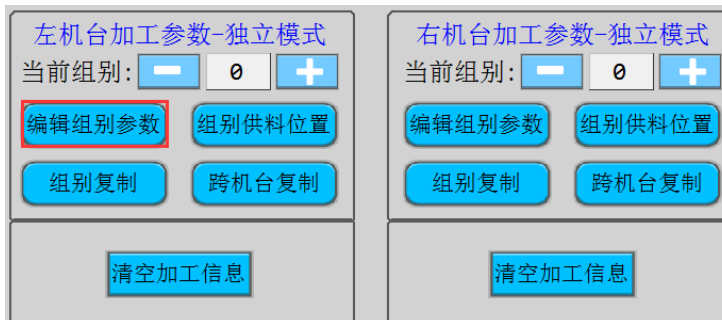 左机台加工参数-独立模式
当前组别: － 0 +
编辑组别参数 组别供料位置
组别复制 跨机台复制
清空加工信息
右机台加工参数-独立模式
当前组别: － 0 +
编辑组别参数 组别供料位置
组别复制 跨机台复制
清空加工信息